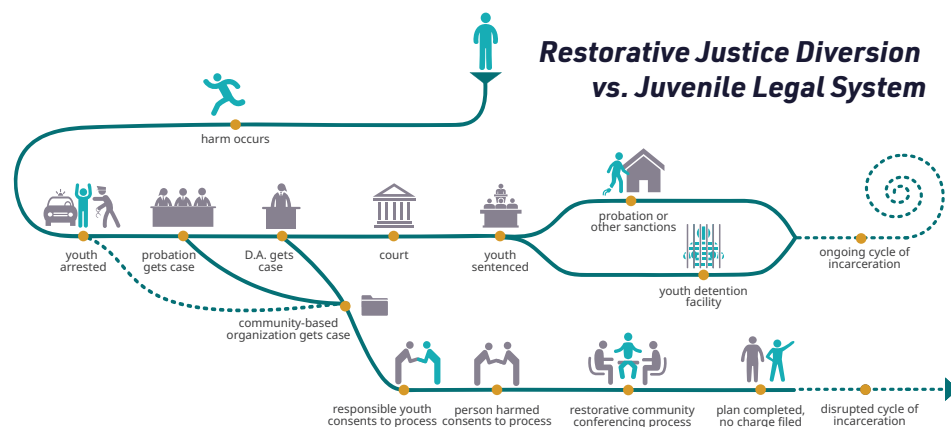 Restorative Justice Diversion
vs. Juvenile Legal System
harm occurs
youth
arrested
probation
gets case
D.A. gets
case
court
youth
sentenced
probation or
other sanctions
youth detention
facility
ongoing cycle of
incarceration
community-based
organization gets case
responsible youth
consents to process
person harmed
consents to process
restorative community
conferencing process
plan completed,
no charge filed
disrupted cycle of
incarceration